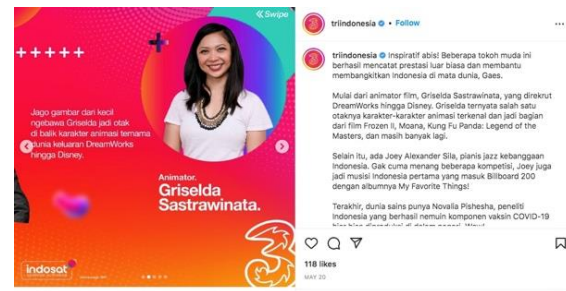 Swipe
+++++
Jago gambar dari kecil
ngebawa Griselda jadi otak
di balik karakter animasi ternama
dunia keluaran DreamWorks
hingga Disney.
Animator.
Griselda
Sastrawinata.
indosat
triindonesia • Follow
triindonesia Inspiratif abis! Beberapa tokoh muda ini
berhasil mencatat prestasi luar biasa dan membantu
membangkitkan Indonesia di mata dunia, Gaes.
Mulai dari animator film, Griselda Sastrawinata, yang direkrut
DreamWorks hingga Disney. Griselda ternyata salah satu
otaknya karakter-karakter animasi terkenal dan jadi bagian
dari film Frozen II, Moana, Kung Fu Panda: Legend of the
Masters, dan masih banyak lagi.
Selain itu, ada Joey Alexander Sila, pianis jazz kebanggaan
Indonesia. Gak cuma menang beberapa kompetisi, Joey juga
jadi musisi Indonesia pertama yang masuk Billboard 200
dengan albumnya My Favorite Things!
Terakhir, dunia sains punya Novalia Pishesha, peneliti
Indonesia yang berhasil nemuin komponen vaksin COVID-19
118 likes
MAY 20